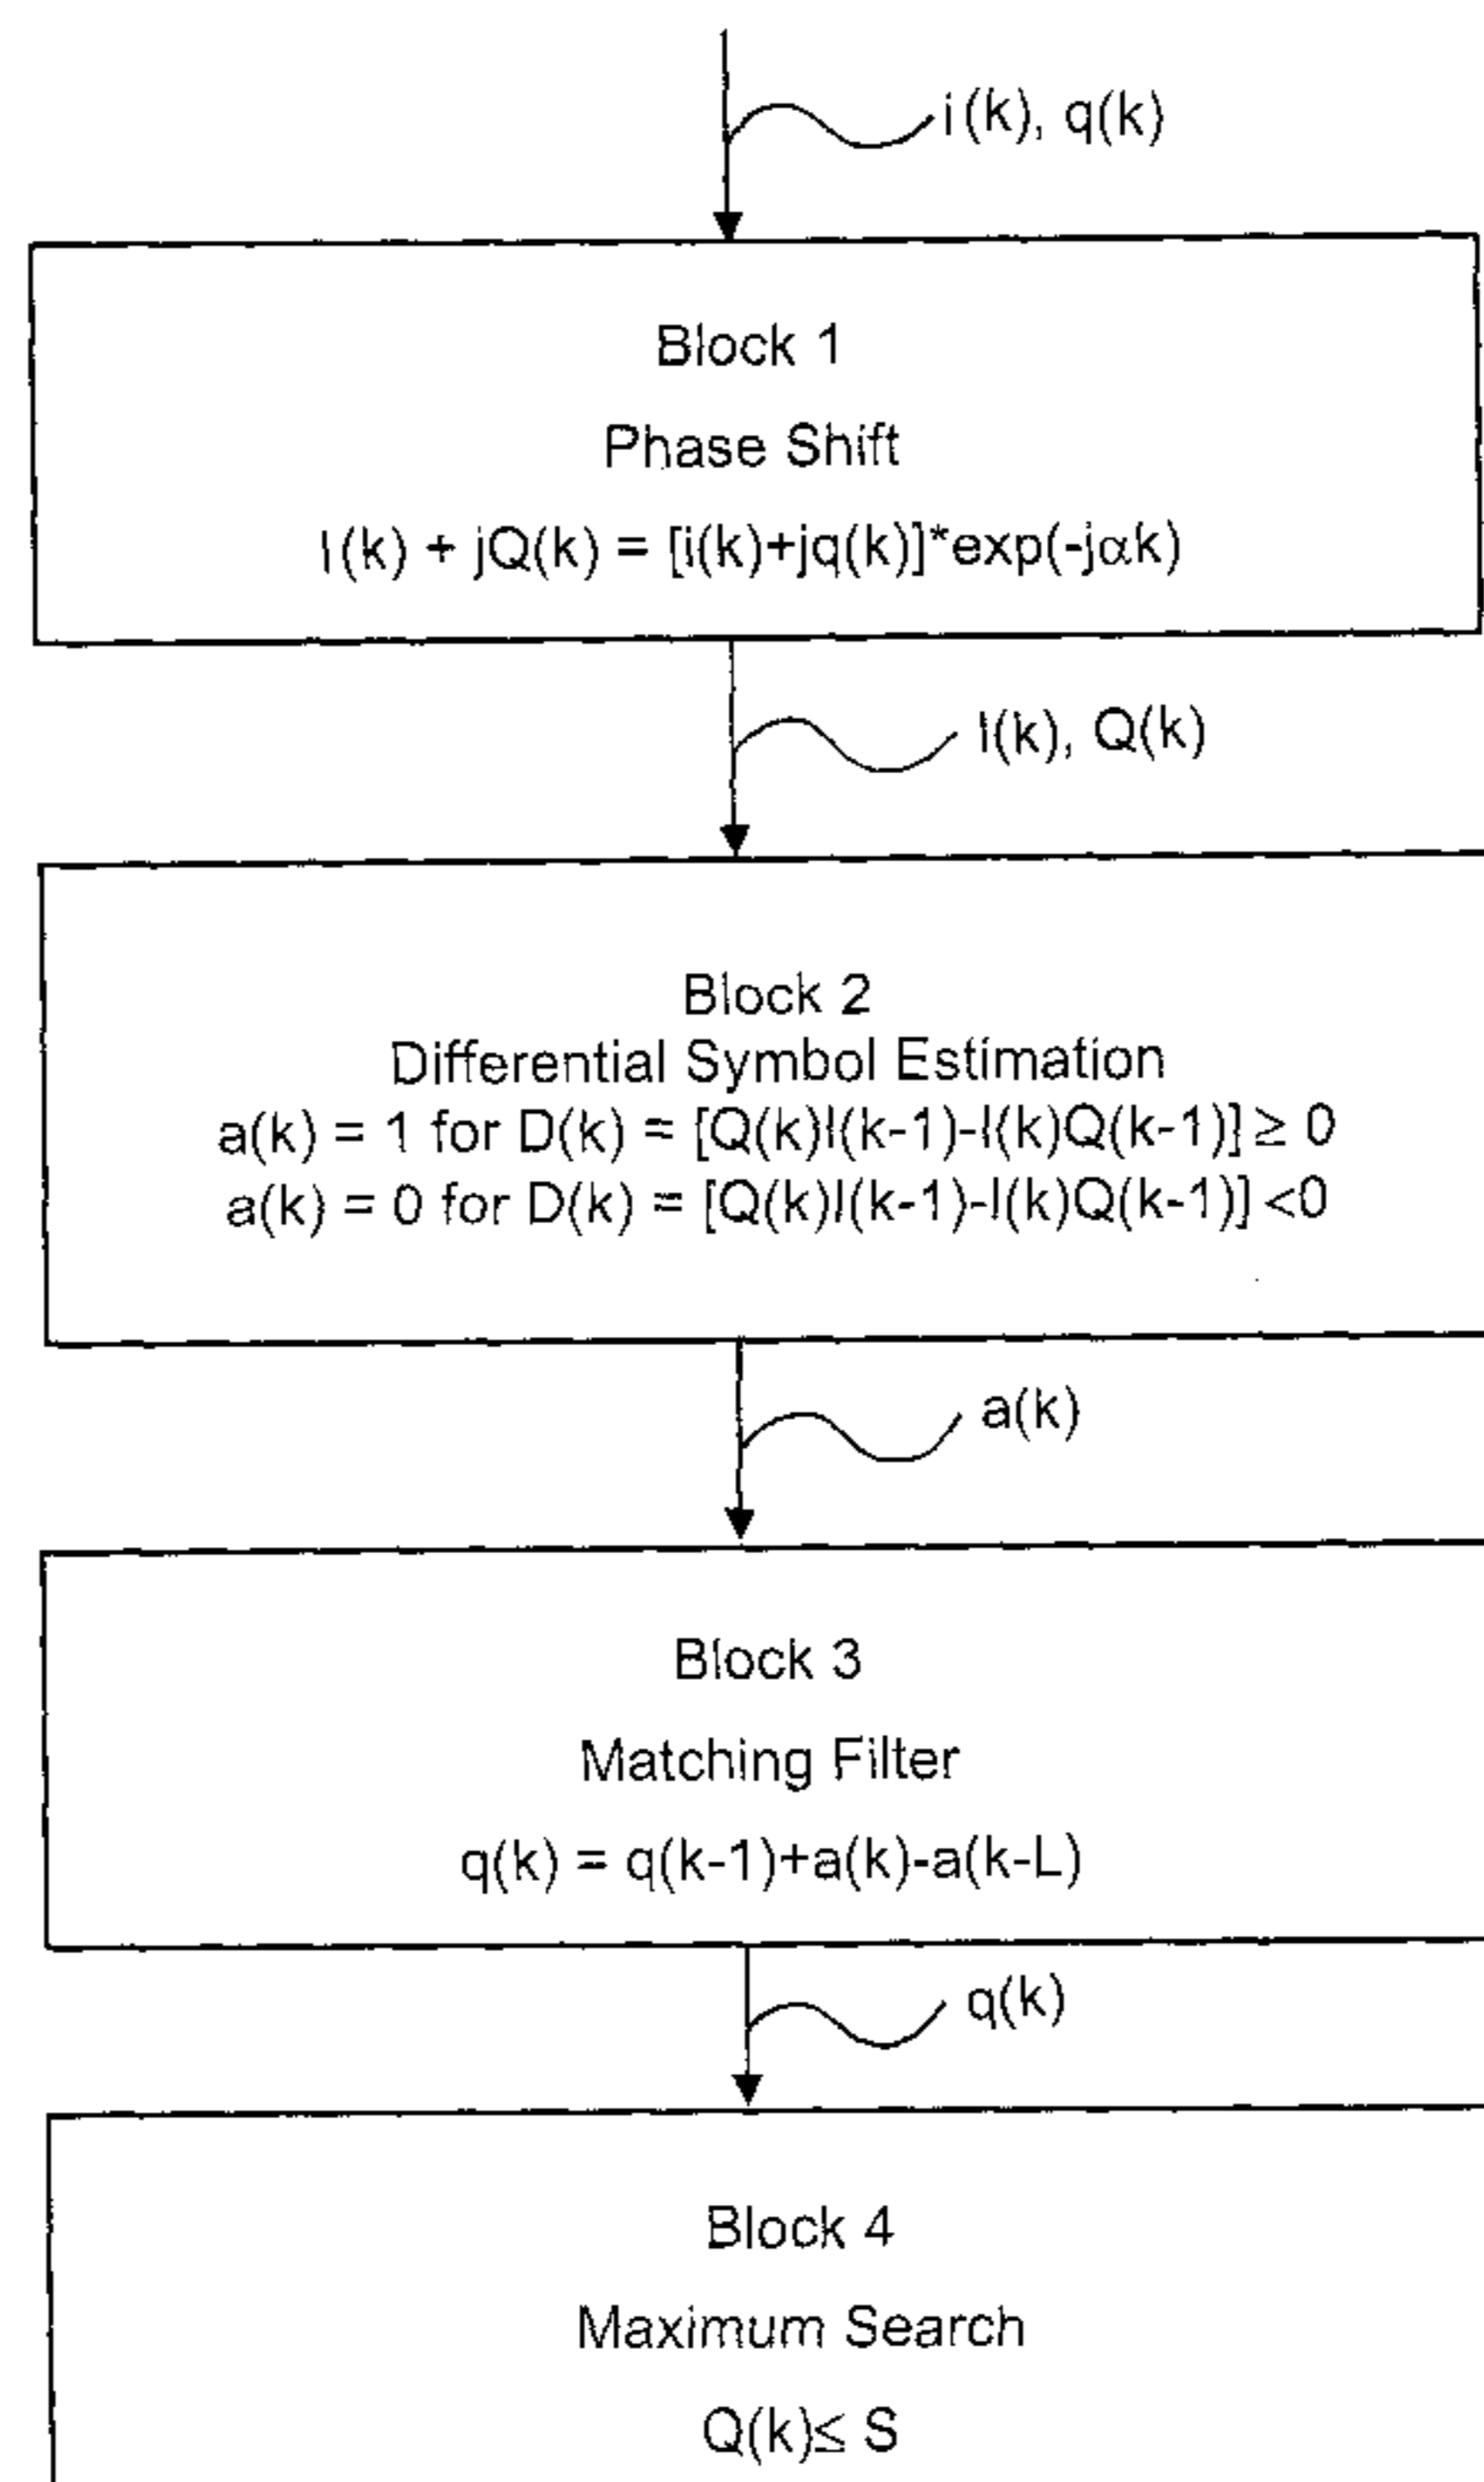 i(k), q(k)
Block 1
Phase Shift
I(k) + jQ(k) = [i(k)+jq(k)]*exp(-jαk)
I(k), Q(k)
Block 2
Differential Symbol Estimation
a(k) = 1 for D(k) = [Q(k)I(k-1)-I(k)Q(k-1)] ≥ 0
a(k) = 0 for D(k) = [Q(k)I(k-1)-I(k)Q(k-1)] <0
a(k)
Block 3
Matching Filter
q(k) = q(k-1)+a(k)-a(k-L)
q(k)
Block 4
Maximum Search
Q(k)≤ S